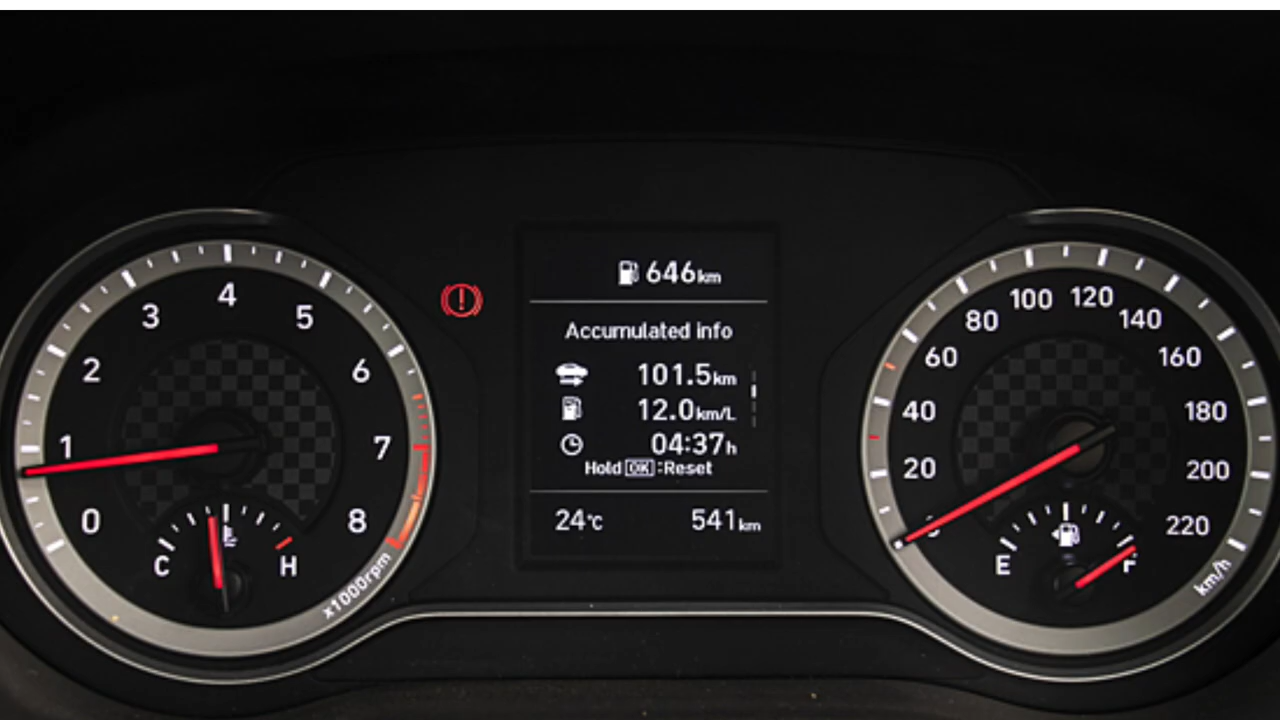 4
3 5
2 6
1 7
0 8
C H
x1000rpm
646km
Accumulated info
101.5km
12.0km/L
04:37h
Hold OK :Reset
24°C 541km
100 120
80 140
60 160
40 180
20 200
220
E F
km/h